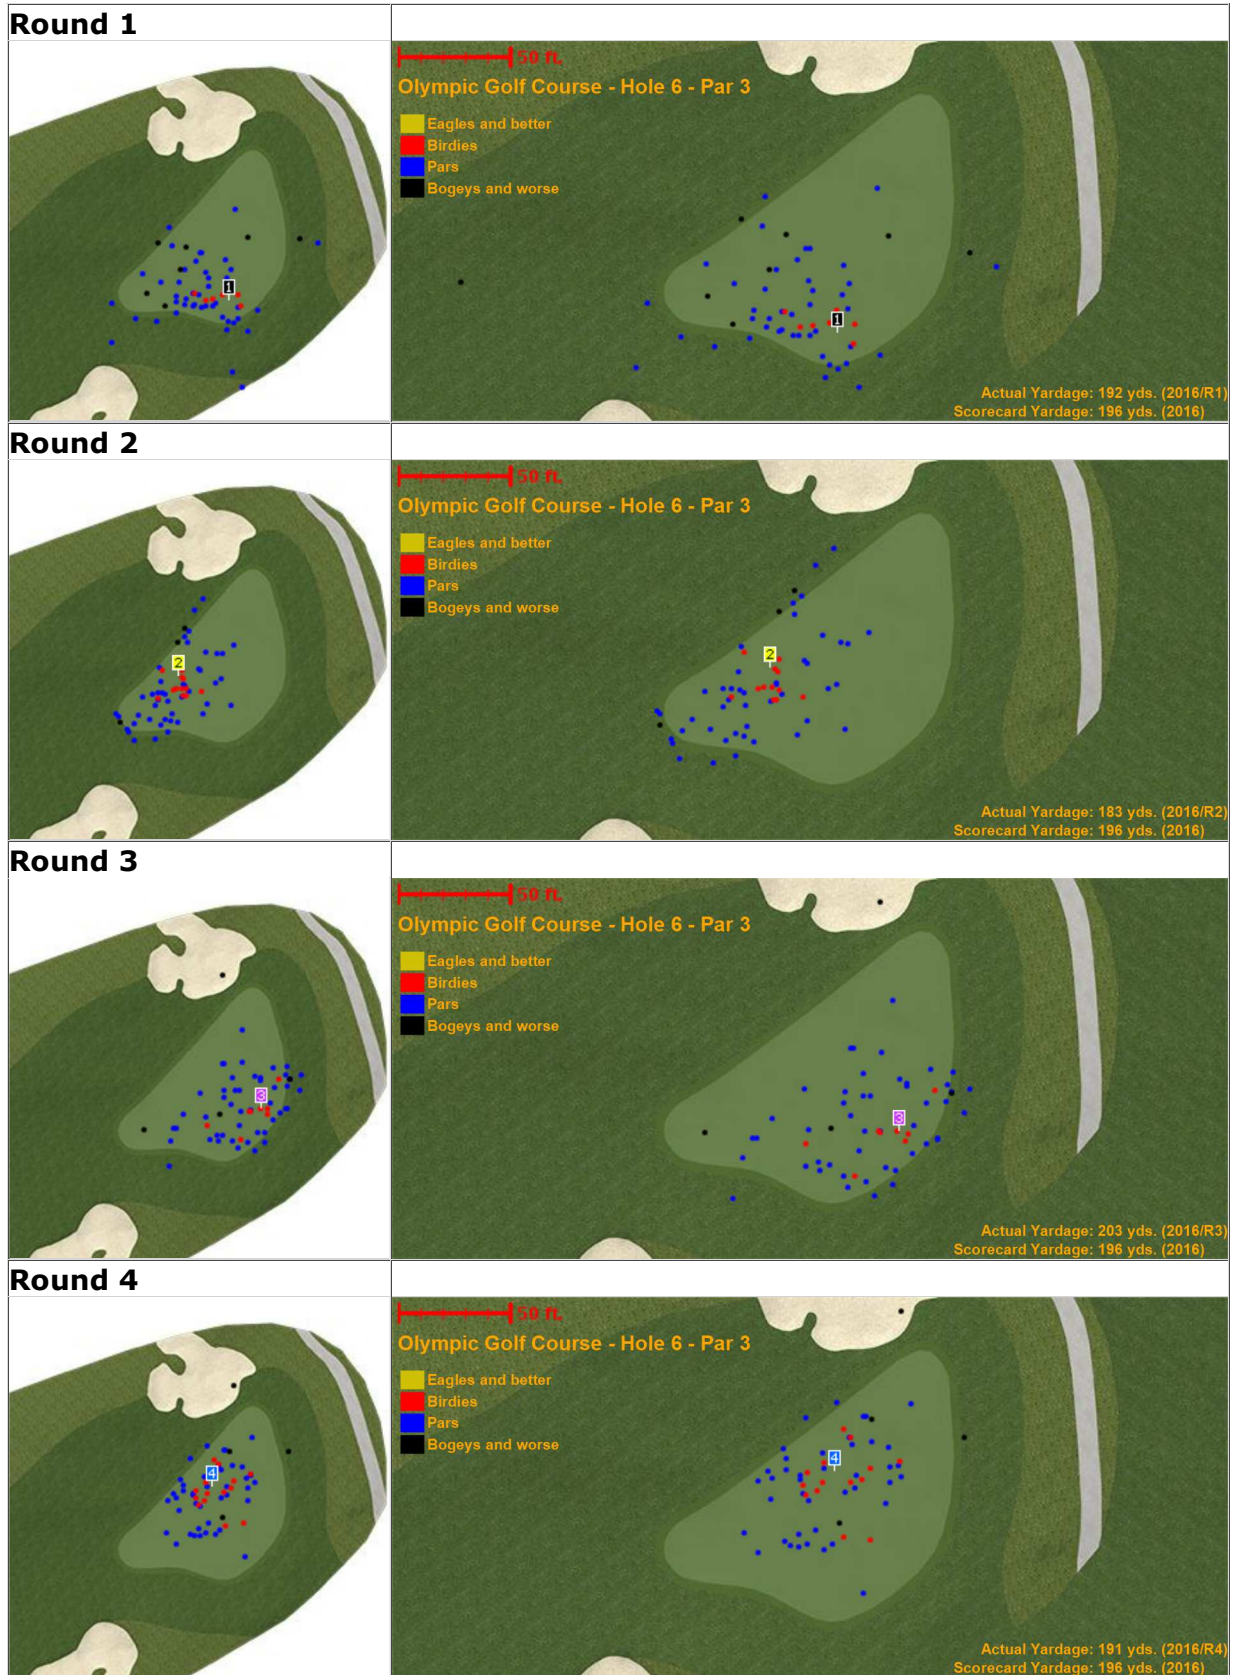 Round 1
1
50 ft.
Olympic Golf Course - Hole 6 - Par 3
Eagles and better
Birdies
Pars
Bogeys and worse
1
Actual Yardage: 192 yds. (2016/R1)
Scorecard Yardage: 196 yds. (2016)
Round 2
2
50 ft.
Olympic Golf Course - Hole 6 - Par 3
Eagles and better
Birdies
Pars
Bogeys and worse
2
Actual Yardage: 183 yds. (2016/R2)
Scorecard Yardage: 196 yds. (2016)
Round 3
3
50 ft.
Olympic Golf Course - Hole 6 - Par 3
Eagles and better
Birdies
Pars
Bogeys and worse
3
Actual Yardage: 203 yds. (2016/R3)
Scorecard Yardage: 196 yds. (2016)
Round 4
4
50 ft.
Olympic Golf Course - Hole 6 - Par 3
Eagles and better
Birdies
Pars
Bogeys and worse
4
Actual Yardage: 191 yds. (2016/R4)
Scorecard Yardage: 196 yds. (2016)